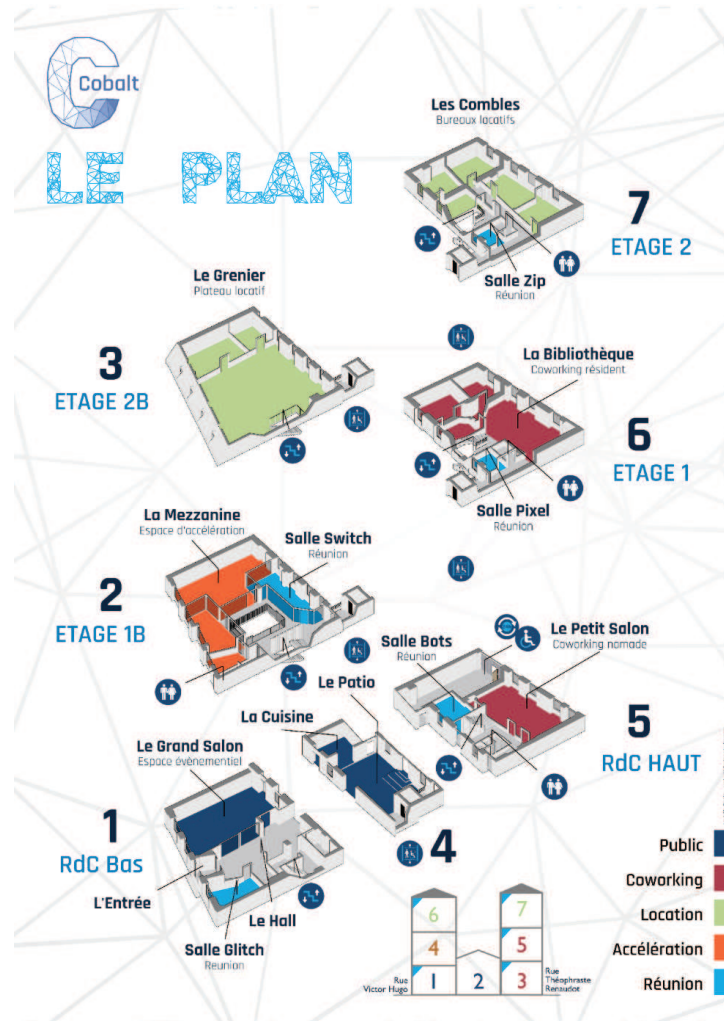 Cobalt
LE PLAN
Les Combles
Bureaux locatifs
7
ETAGE 2
Salle Zip
Réunion
Le Grenier
Plateau locatif
3
ETAGE 2B
La Bibliothèque
Coworking résident
6
ETAGE 1
Salle Pixel
Réunion
La Mezzanine
Espace d'accélération
Salle Switch
Réunion
2
ETAGE 1B
Salle Bots
Réunion
Le Petit Salon
Coworking nomade
5
RdC HAUT
Le Patio
La Cuisine
4
Le Grand Salon
Espace évènementiel
1
RdC Bas
L'Entrée
Le Hall
Salle Glitch
Reunion
Public
Coworking
Location
Accélération
Réunion
6
7
4
5
1
2
3
Rue
Victor Hugo
Rue
Théophraste
Renaudot